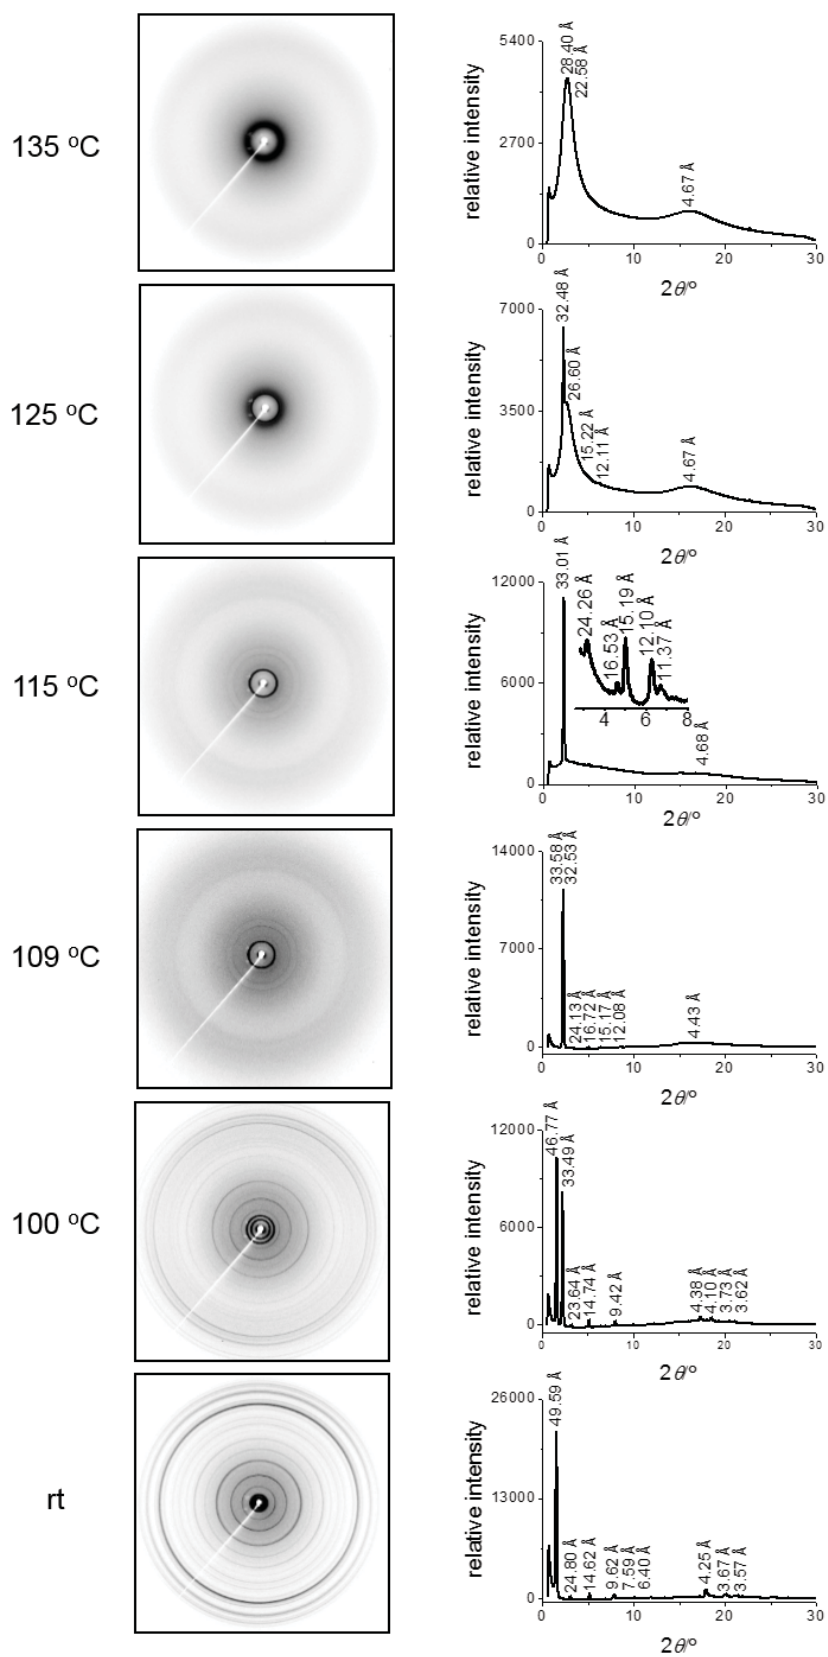 135 ºC
5400
2700
0
0 10 20 30
relative intensity
2θ/º
28.40 Å
22.58 Å
4.67 Å
125 ºC
7000
3500
0
0 10 20 30
relative intensity
2θ/º
32.48 Å
26.60 Å
15.22 Å
12.11 Å
4.67 Å
115 ºC
12000
6000
0
0 10 20 30
relative intensity
2θ/º
33.01 Å
24.26 Å
16.53 Å
15.19 Å
12.10 Å
11.37 Å
4 6 8
4.68 Å
109 ºC
14000
7000
0
0 10 20 30
relative intensity
2θ/º
33.58 Å
32.53 Å
24.13 Å
16.72 Å
15.17 Å
12.08 Å
4.43 Å
100 ºC
12000
6000
0
0 10 20 30
relative intensity
2θ/º
46.77 Å
33.49 Å
23.64 Å
14.74 Å
9.42 Å
4.38 Å
4.10 Å
3.73 Å
3.62 Å
rt
26000
13000
0
0 10 20 30
relative intensity
2θ/º
49.59 Å
24.80 Å
14.62 Å
9.62 Å
7.59 Å
6.40 Å
4.25 Å
3.67 Å
3.57 Å